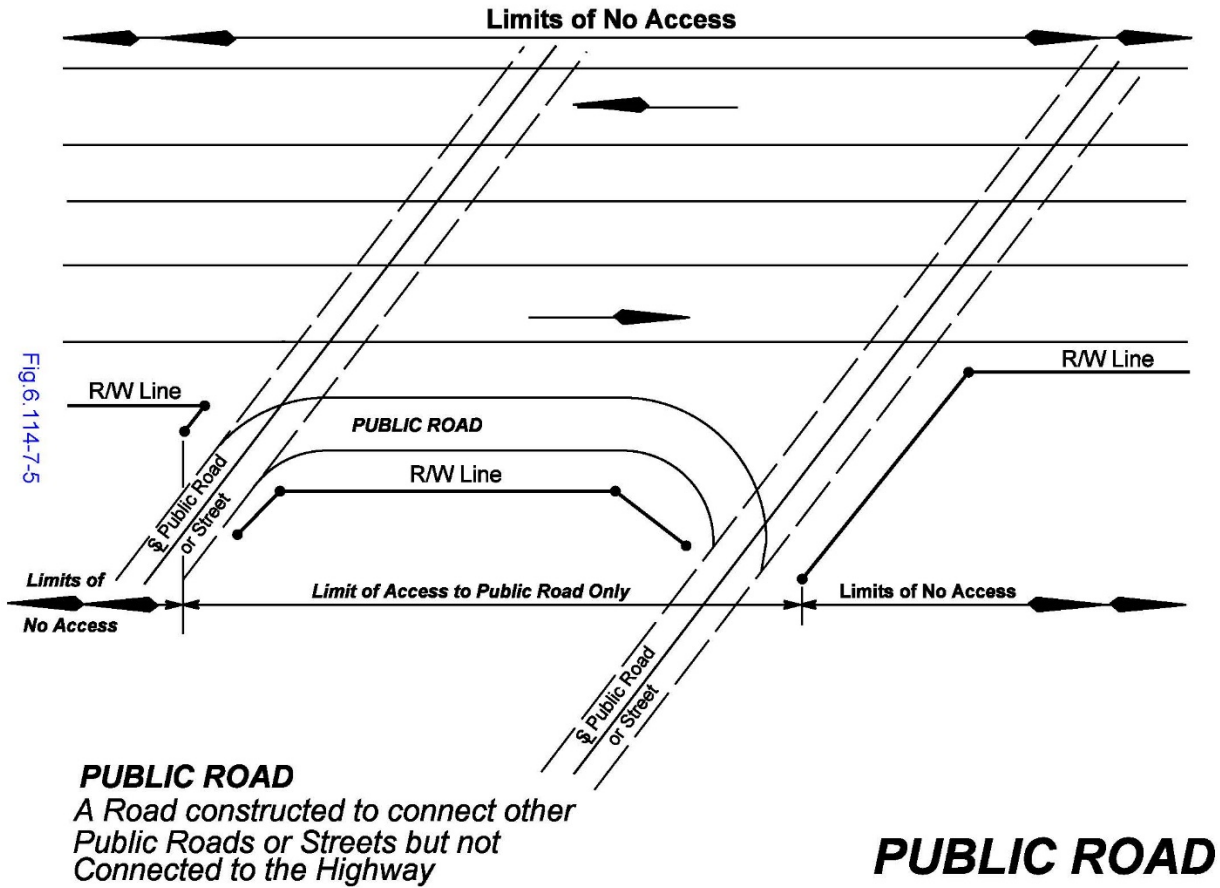 Limits of No Access
Fig.6.114-7-5
R/W Line
R/W Line
PUBLIC ROAD
R/W Line
℄ Public Road
or Street
Limits of
No Access
Limit of Access to Public Road Only
Limits of No Access
℄ Public Road
or Street
PUBLIC ROAD
A Road constructed to connect other
Public Roads or Streets but not
Connected to the Highway
PUBLIC ROAD